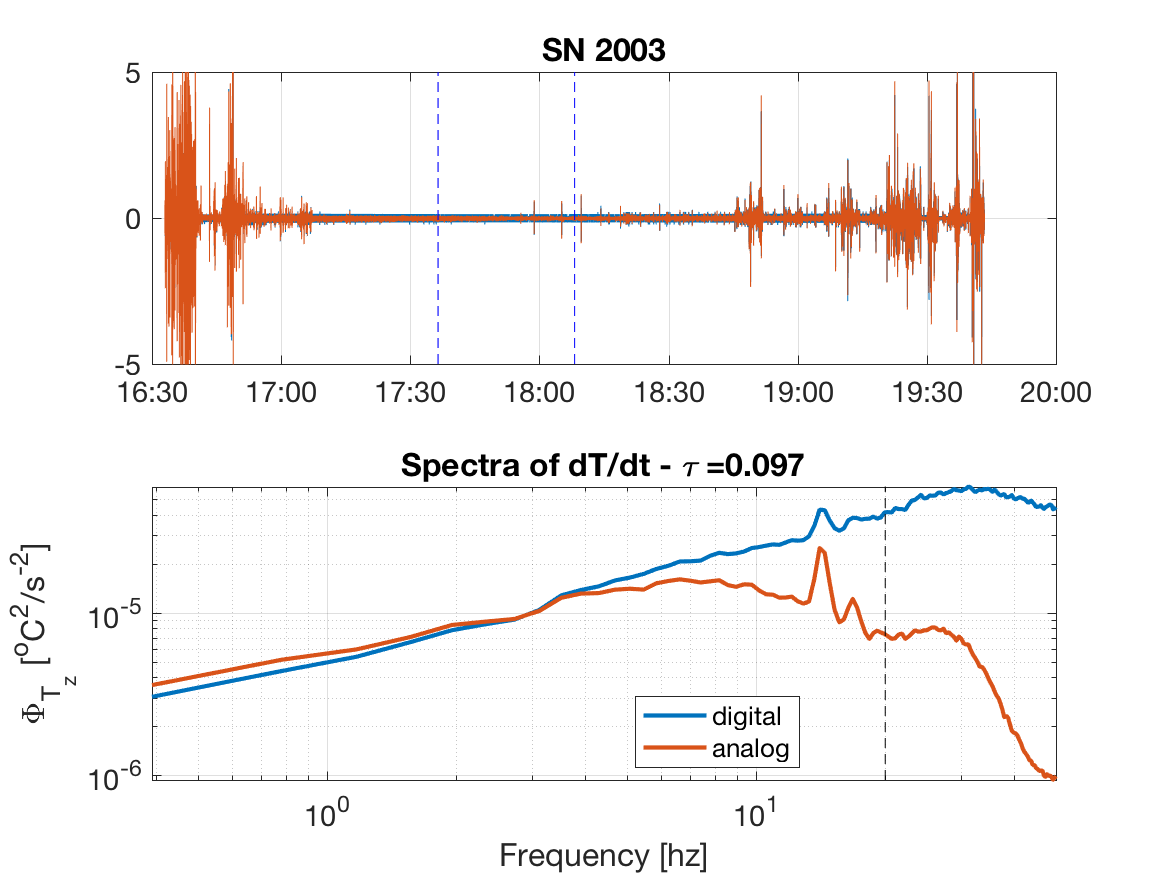 SN 2003
5
0
-5
16:30 17:00 17:30 18:00 18:30 19:00 19:30 20:00
Spectra of dT/dt - τ =0.097
Φ_{T_z} [°C²/s⁻²]
10⁻⁵
10⁻⁶
digital
analog
10⁰ 10¹
Frequency [hz]